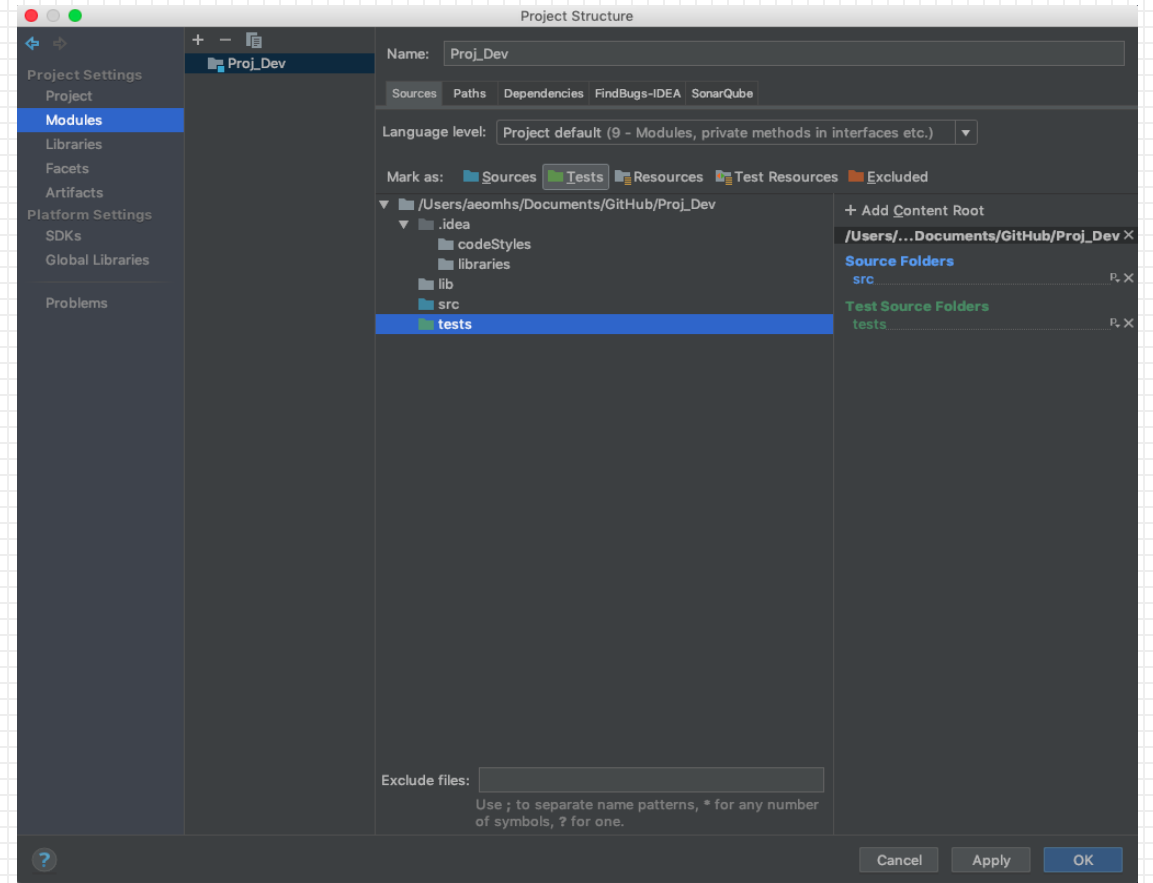 Project Structure
Project Settings
Project
Modules
Libraries
Facets
Artifacts
Platform Settings
SDKs
Global Libraries
Problems
Proj_Dev
Name: Proj_Dev
Sources Paths Dependencies FindBugs-IDEA SonarQube
Language level: Project default (9 - Modules, private methods in interfaces etc.)
Mark as: Sources Tests Resources Test Resources Excluded
/Users/aeomhs/Documents/GitHub/Proj_Dev
.idea
codeStyles
libraries
lib
src
tests
+ Add Content Root
/Users/...Documents/GitHub/Proj_Dev
Source Folders
src
Test Source Folders
tests
Exclude files:
Use ; to separate name patterns, * for any number
of symbols, ? for one.
? Cancel Apply OK